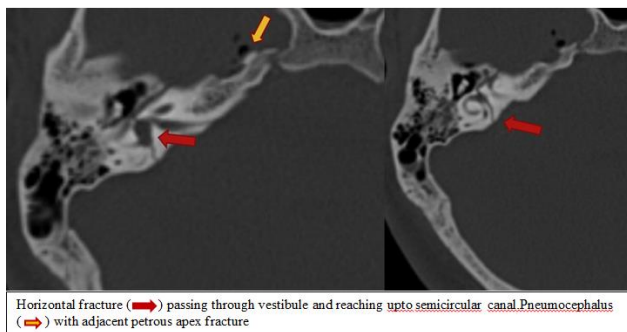 Horizontal fracture ( ) passing through vestibule and reaching upto semicircular canal.Pneumocephalus
( ) with adjacent petrous apex fracture